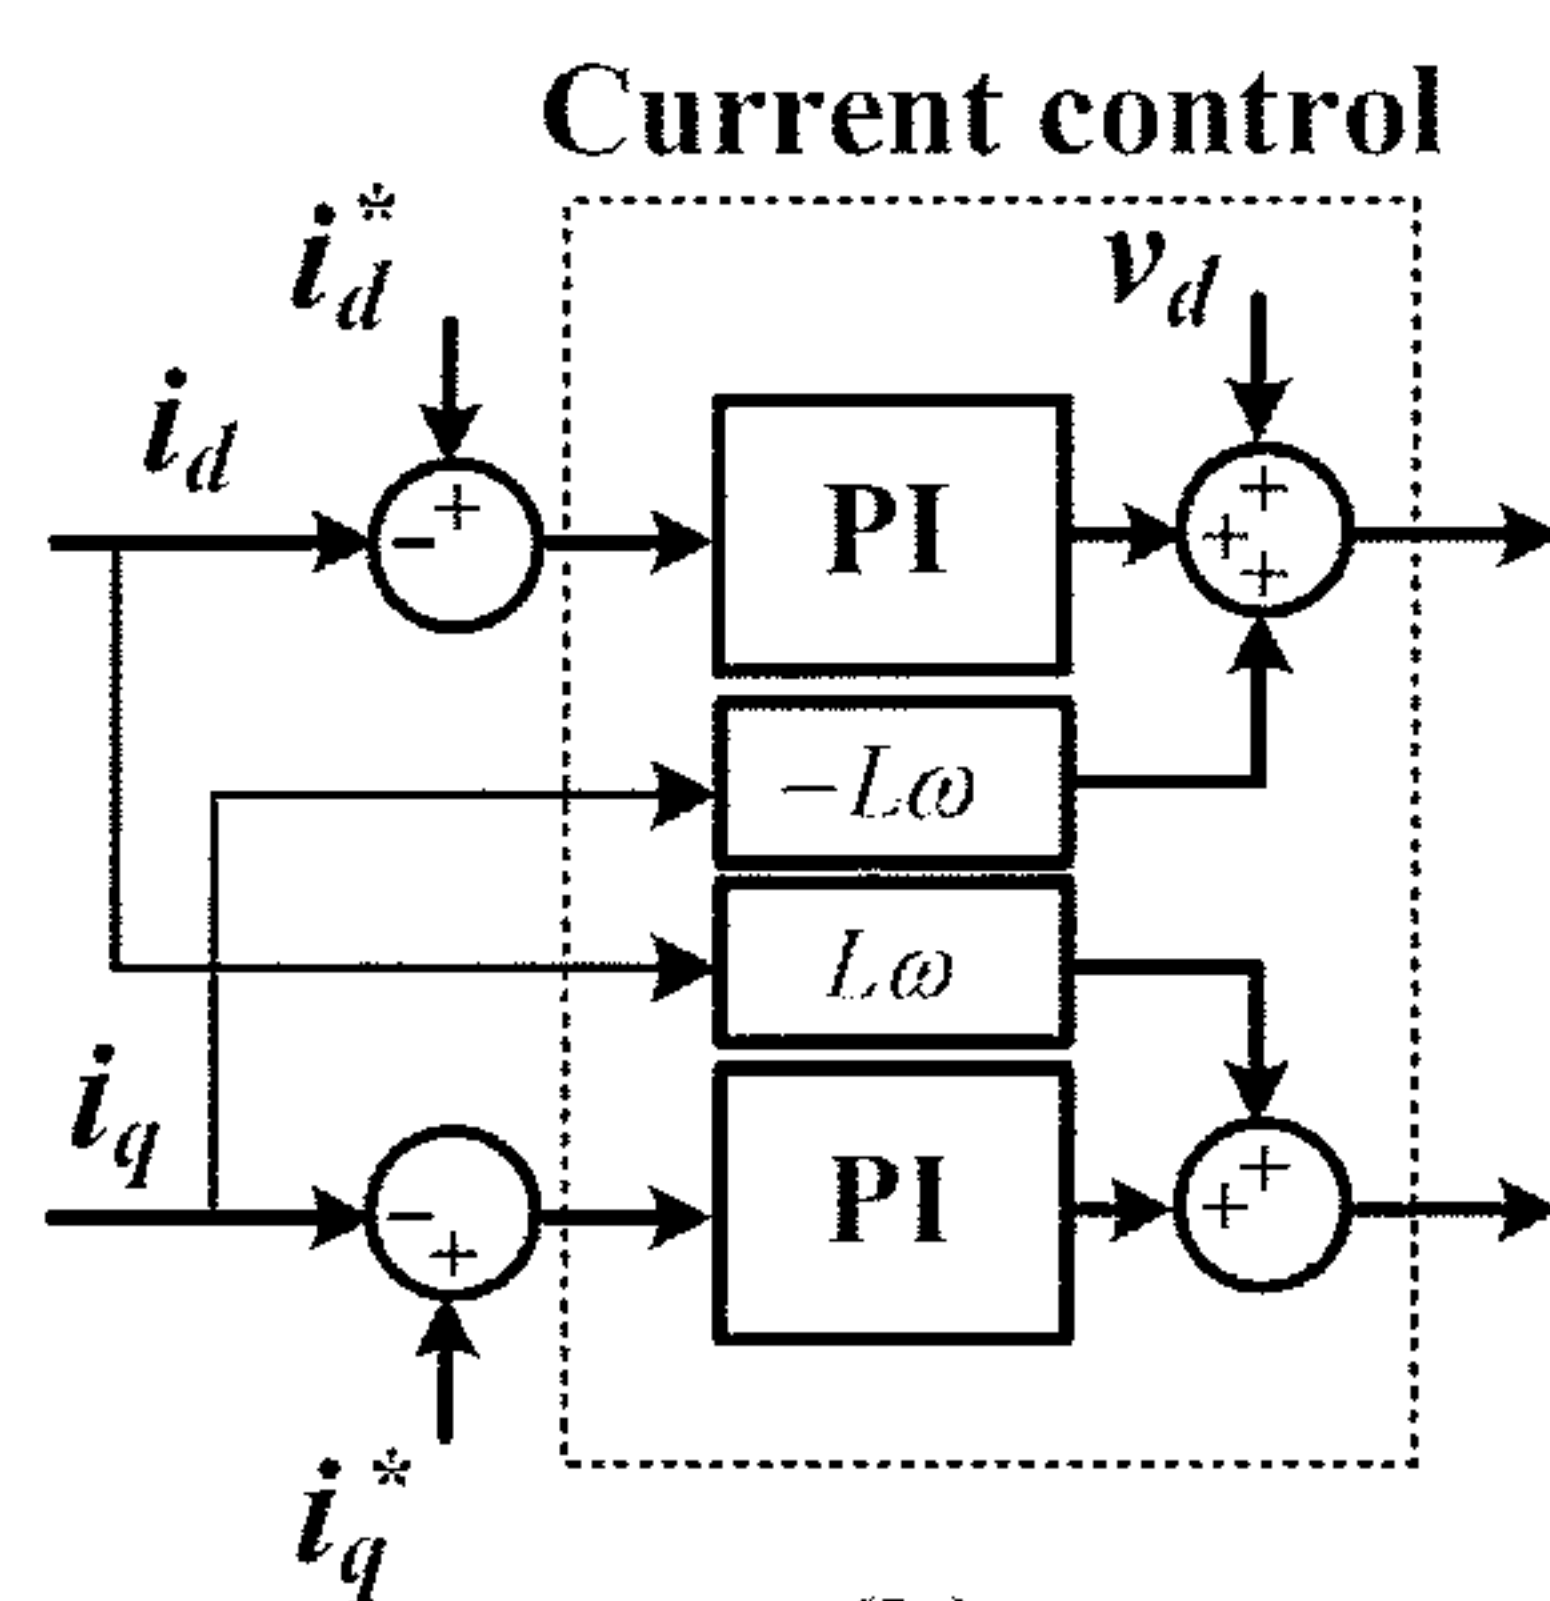 Current control
i_d^*
v_d
i_d
+
−
PI
+
+
+
−Lω
Lω
i_q
−
+
PI
+
+
i_q^*